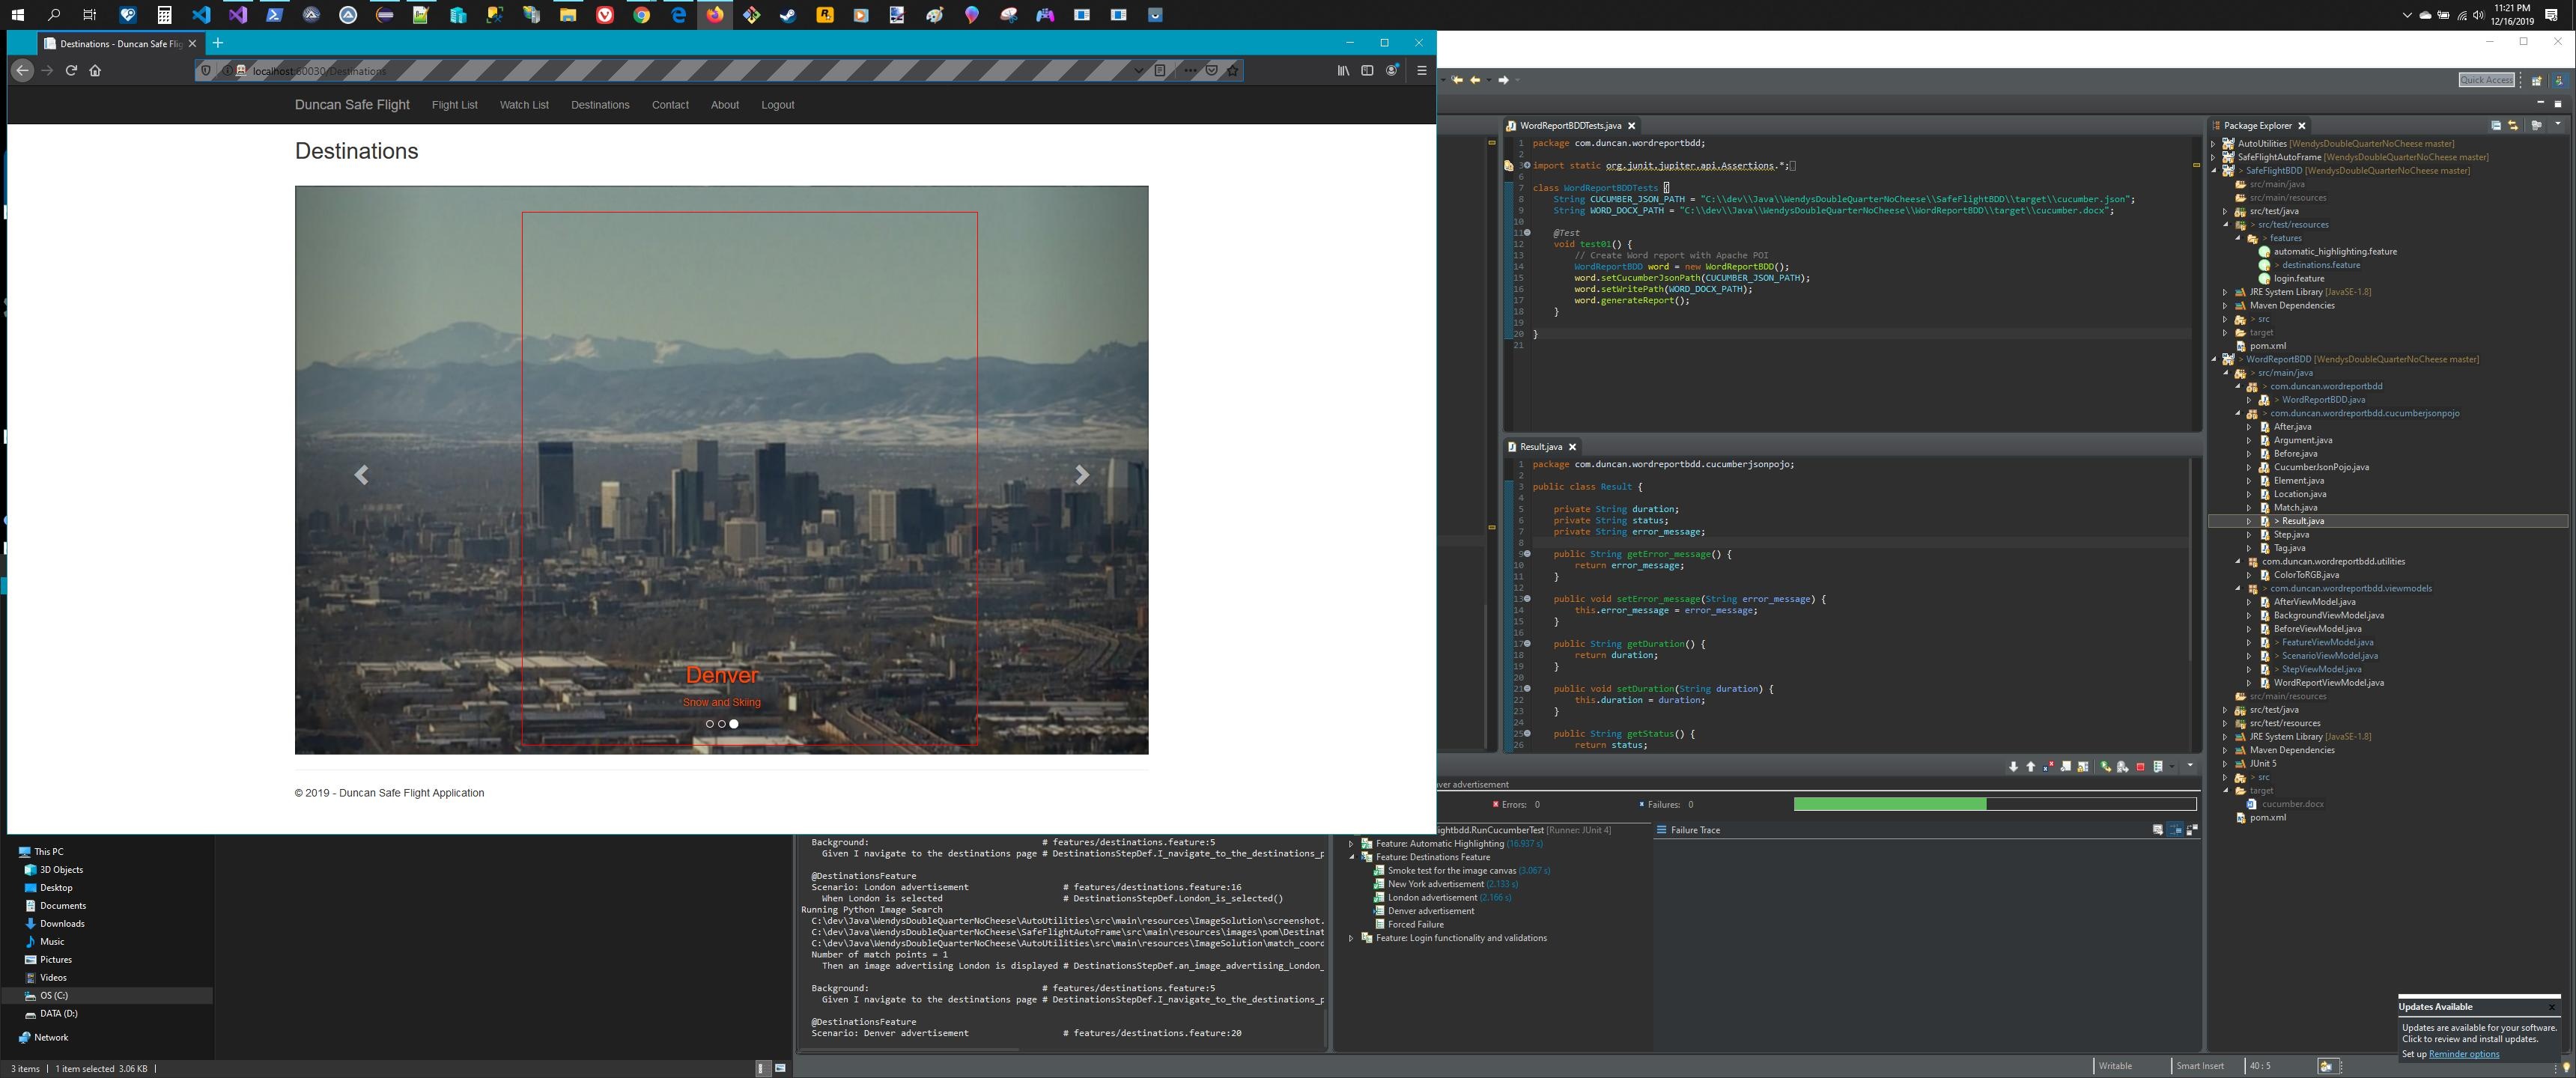 11:21 PM
12/16/2019
Destinations - Duncan Safe Flig
localhost:60030/Destinations
Duncan Safe Flight
Flight List
Watch List
Destinations
Contact
About
Logout
Destinations
Denver
Snow and Skiing
© 2019 - Duncan Safe Flight Application
Quick Access
WordReportBDDTests.java
1 package com.duncan.wordreportbdd;
2
3 import static org.junit.jupiter.api.Assertions.*;
6
7 class WordReportBDDTests {
8 String CUCUMBER_JSON_PATH = "C:\\dev\\Java\\WendysDoubleQuarterNoCheese\\SafeFlightBDD\\target\\cucumber.json";
9 String WORD_DOCX_PATH = "C:\\dev\\Java\\WendysDoubleQuarterNoCheese\\WordReportBDD\\target\\cucumber.docx";
10
11 @Test
12 void test01() {
13 // Create Word report with Apache POI
14 WordReportBDD word = new WordReportBDD();
15 word.setCucumberJsonPath(CUCUMBER_JSON_PATH);
16 word.setWritePath(WORD_DOCX_PATH);
17 word.generateReport();
18 }
19
20 }
21
Result.java
1 package com.duncan.wordreportbdd.cucumberjsonpojo;
2
3 public class Result {
4
5 private String duration;
6 private String status;
7 private String error_message;
8
9 public String getError_message() {
10 return error_message;
11 }
12
13 public void setError_message(String error_message) {
14 this.error_message = error_message;
15 }
16
17 public String getDuration() {
18 return duration;
19 }
20
21 public void setDuration(String duration) {
22 this.duration = duration;
23 }
24
25 public String getStatus() {
26 return status;
Package Explorer
AutoUtilities [WendysDoubleQuarterNoCheese master]
SafeFlightAutoFrame [WendysDoubleQuarterNoCheese master]
> SafeFlightBDD [WendysDoubleQuarterNoCheese master]
src/main/java
src/main/resources
src/test/java
> src/test/resources
> features
automatic_highlighting.feature
> destinations.feature
login.feature
JRE System Library [JavaSE-1.8]
Maven Dependencies
> src
target
pom.xml
> WordReportBDD [WendysDoubleQuarterNoCheese master]
> src/main/java
> com.duncan.wordreportbdd
> WordReportBDD.java
> com.duncan.wordreportbdd.cucumberjsonpojo
After.java
Argument.java
Before.java
CucumberJsonPojo.java
Element.java
Location.java
Match.java
> Result.java
Step.java
Tag.java
com.duncan.wordreportbdd.utilities
ColorToRGB.java
> com.duncan.wordreportbdd.viewmodels
AfterViewModel.java
BackgroundViewModel.java
BeforeViewModel.java
> FeatureViewModel.java
> ScenarioViewModel.java
> StepViewModel.java
WordReportViewModel.java
src/main/resources
src/test/java
src/test/resources
JRE System Library [JavaSE-1.8]
Maven Dependencies
JUnit 5
> src
target
cucumber.docx
pom.xml
ver advertisement
Errors: 0
Failures: 0
ightbdd.RunCucumberTest [Runner: JUnit 4]
Feature: Automatic Highlighting (16.937 s)
Feature: Destinations Feature
Smoke test for the image canvas (3.067 s)
New York advertisement (2.133 s)
London advertisement (2.166 s)
Denver advertisement
Forced Failure
Feature: Login functionality and validations
Failure Trace
This PC
3D Objects
Desktop
Documents
Downloads
Music
Pictures
Videos
OS (C:)
DATA (D:)
Network
3 items
1 item selected 3.06 KB
Background: # features/destinations.feature:5
Given I navigate to the destinations page # DestinationsStepDef.I_navigate_to_the_destinations_p
@DestinationsFeature
Scenario: London advertisement # features/destinations.feature:16
When London is selected # DestinationsStepDef.London_is_selected()
Running Python Image Search
C:\dev\Java\WendysDoubleQuarterNoCheese\AutoUtilities\src\main\resources\ImageSolution\screenshot.
C:\dev\Java\WendysDoubleQuarterNoCheese\SafeFlightAutoFrame\src\main\resources\images\pom\Destinat
C:\dev\Java\WendysDoubleQuarterNoCheese\AutoUtilities\src\main\resources\ImageSolution\match_coord
Number of match points = 1
Then an image advertising London is displayed # DestinationsStepDef.an_image_advertising_London_
Background: # features/destinations.feature:5
Given I navigate to the destinations page # DestinationsStepDef.I_navigate_to_the_destinations_p
@DestinationsFeature
Scenario: Denver advertisement # features/destinations.feature:20
Updates Available
Updates are available for your software.
Click to review and install updates.
Set up Reminder options
Writable
Smart Insert
40 : 5